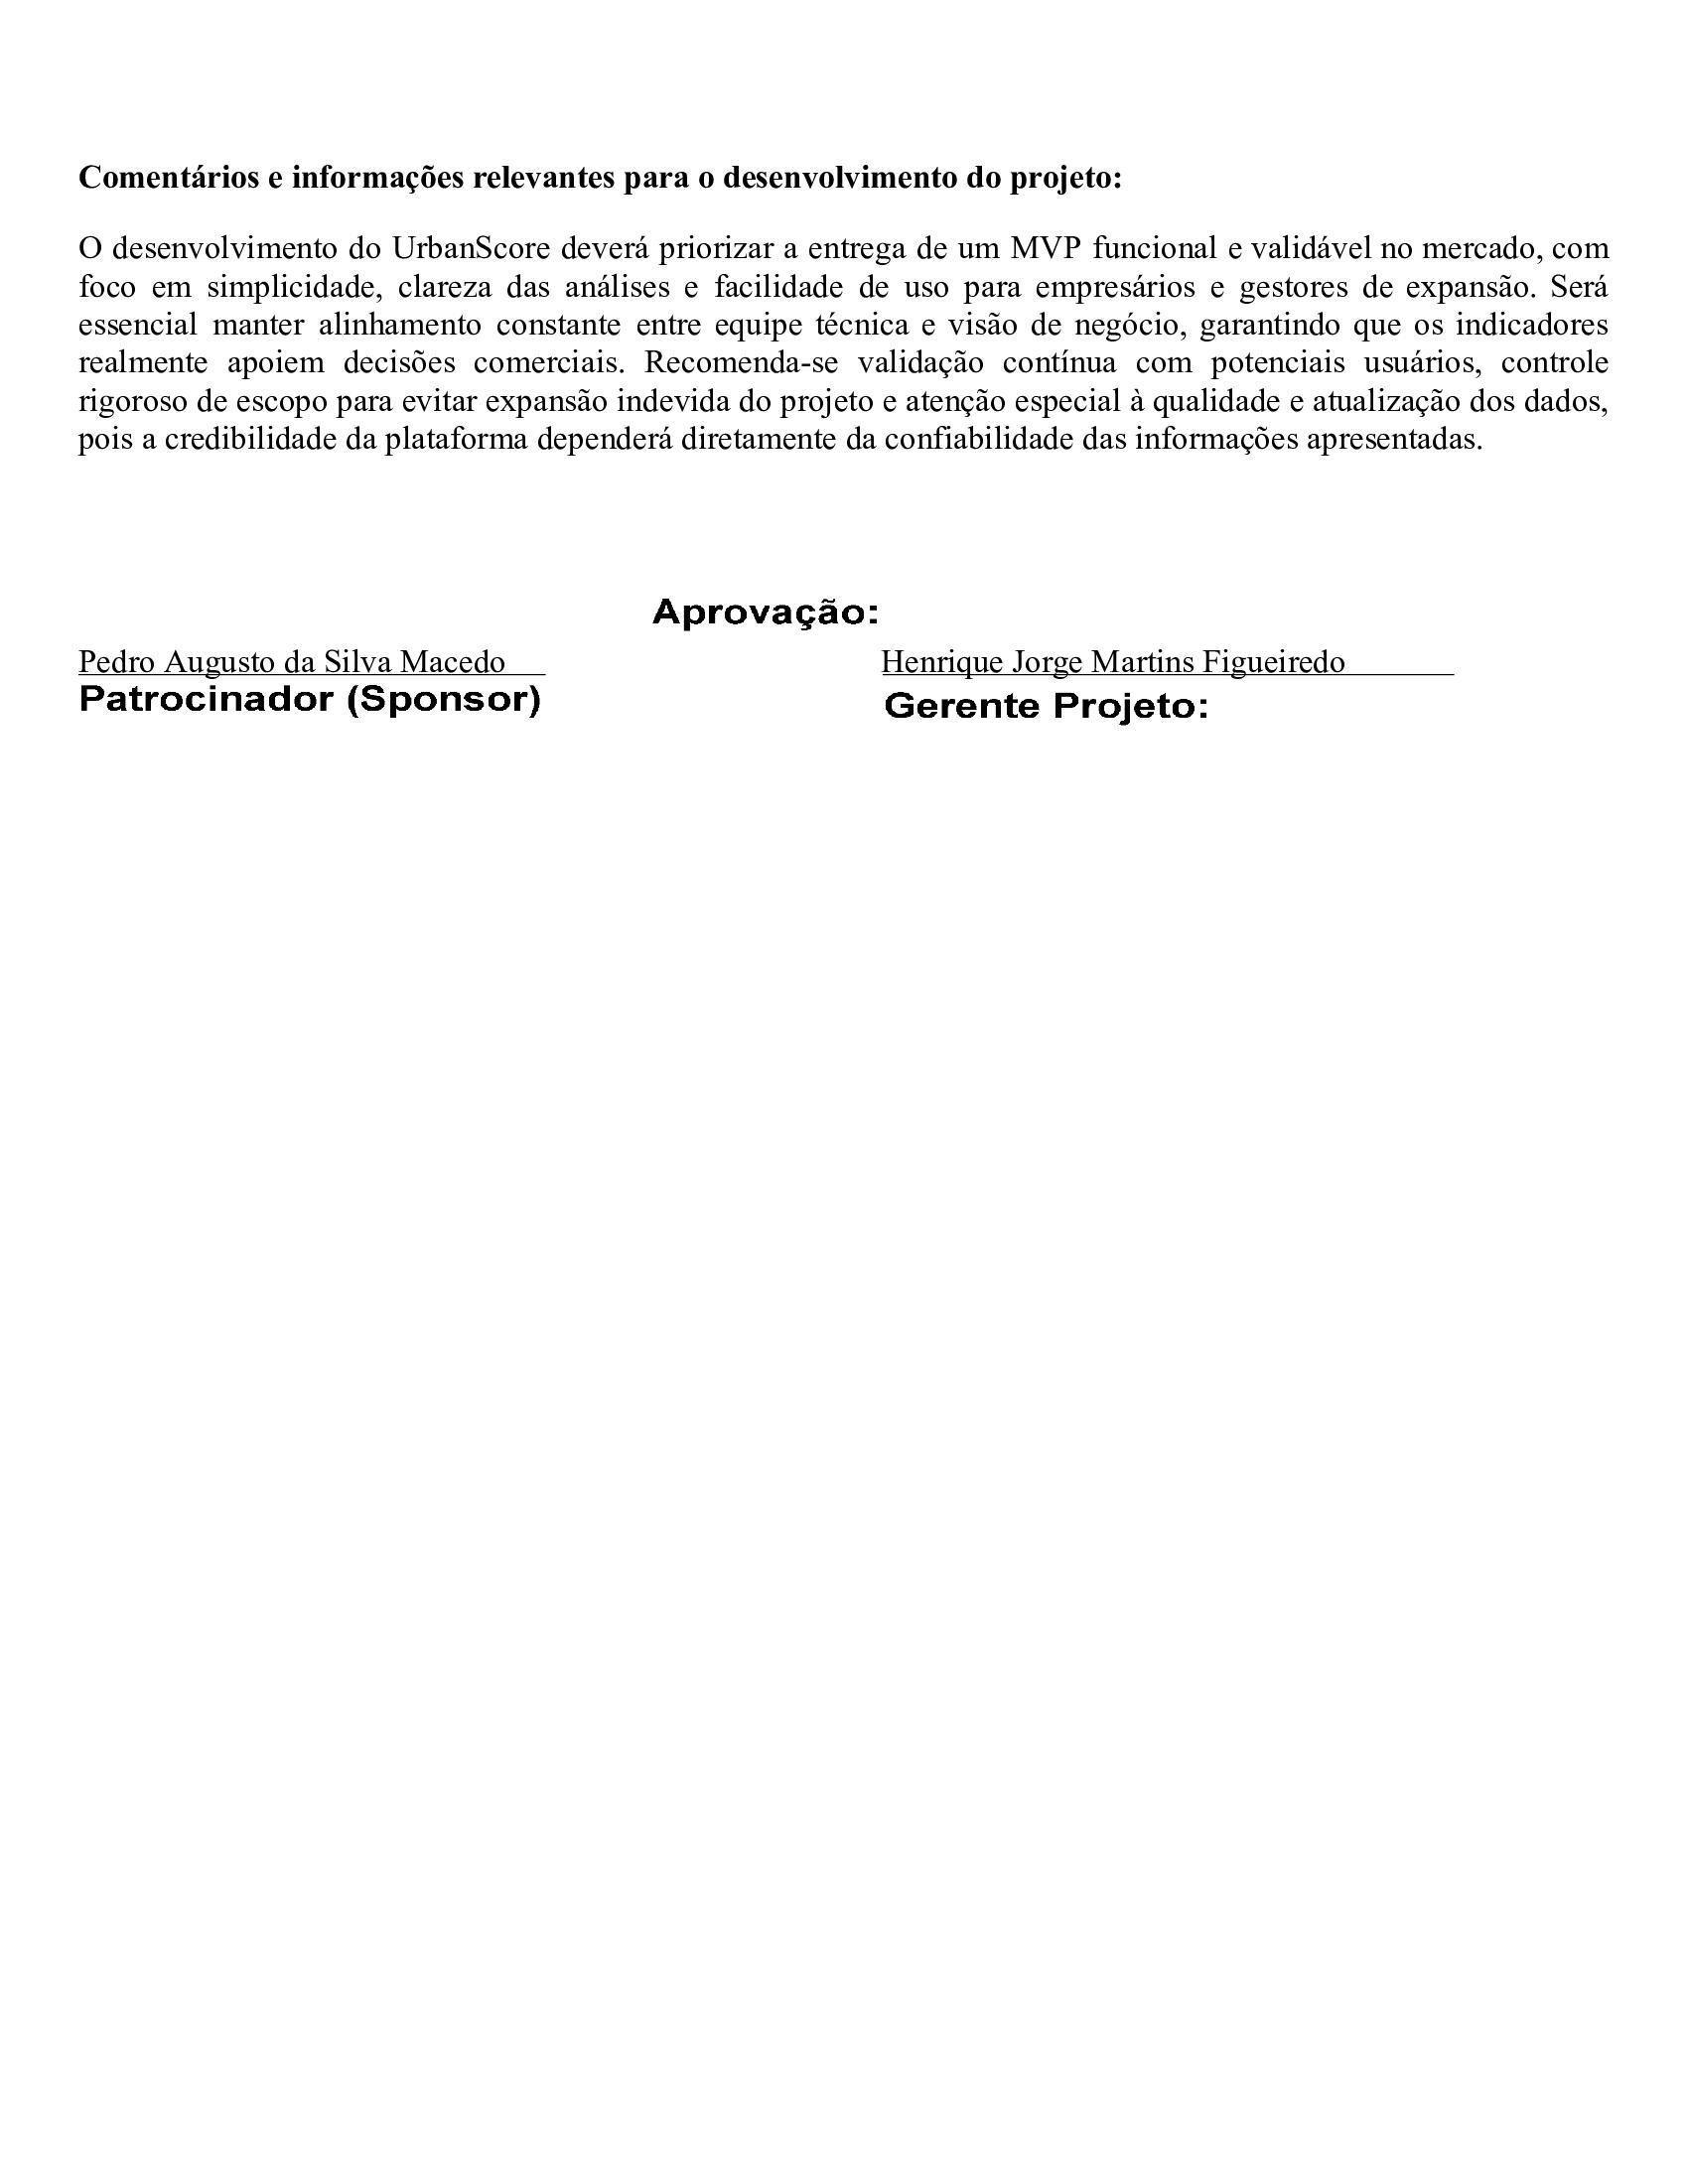 Comentários e informações relevantes para o desenvolvimento do projeto:
O desenvolvimento do UrbanScore deverá priorizar a entrega de um MVP funcional e validável no mercado, com
foco em simplicidade, clareza das análises e facilidade de uso para empresários e gestores de expansão. Será
essencial manter alinhamento constante entre equipe técnica e visão de negócio, garantindo que os indicadores
realmente apoiem decisões comerciais. Recomenda-se validação contínua com potenciais usuários, controle
rigoroso de escopo para evitar expansão indevida do projeto e atenção especial à qualidade e atualização dos dados,
pois a credibilidade da plataforma dependerá diretamente da confiabilidade das informações apresentadas.
Aprovação:
Pedro Augusto da Silva Macedo
Henrique Jorge Martins Figueiredo
Patrocinador (Sponsor)
Gerente Projeto: